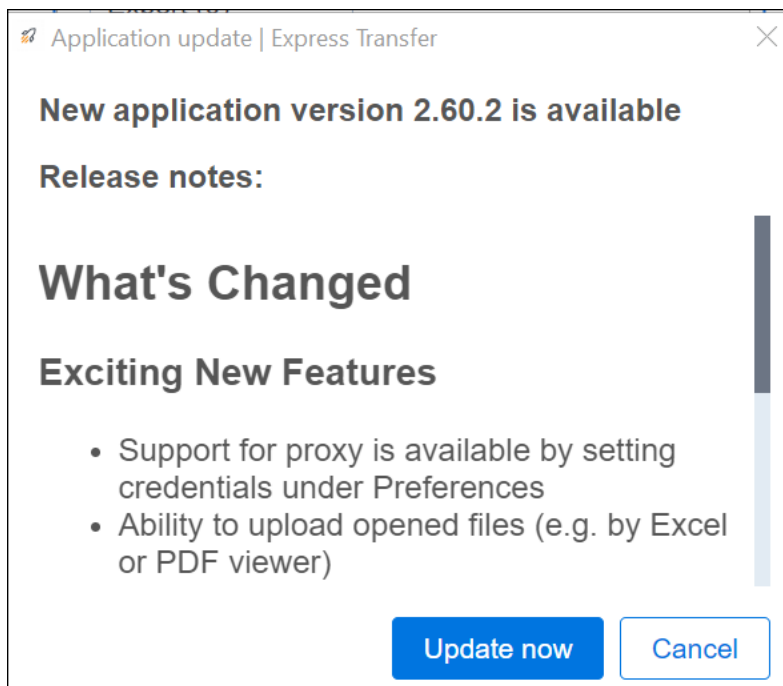 Application update | Express Transfer
New application version 2.60.2 is available
Release notes:
What's Changed
Exciting New Features
• Support for proxy is available by setting
credentials under Preferences
• Ability to upload opened files (e.g. by Excel
or PDF viewer)
Update now
Cancel